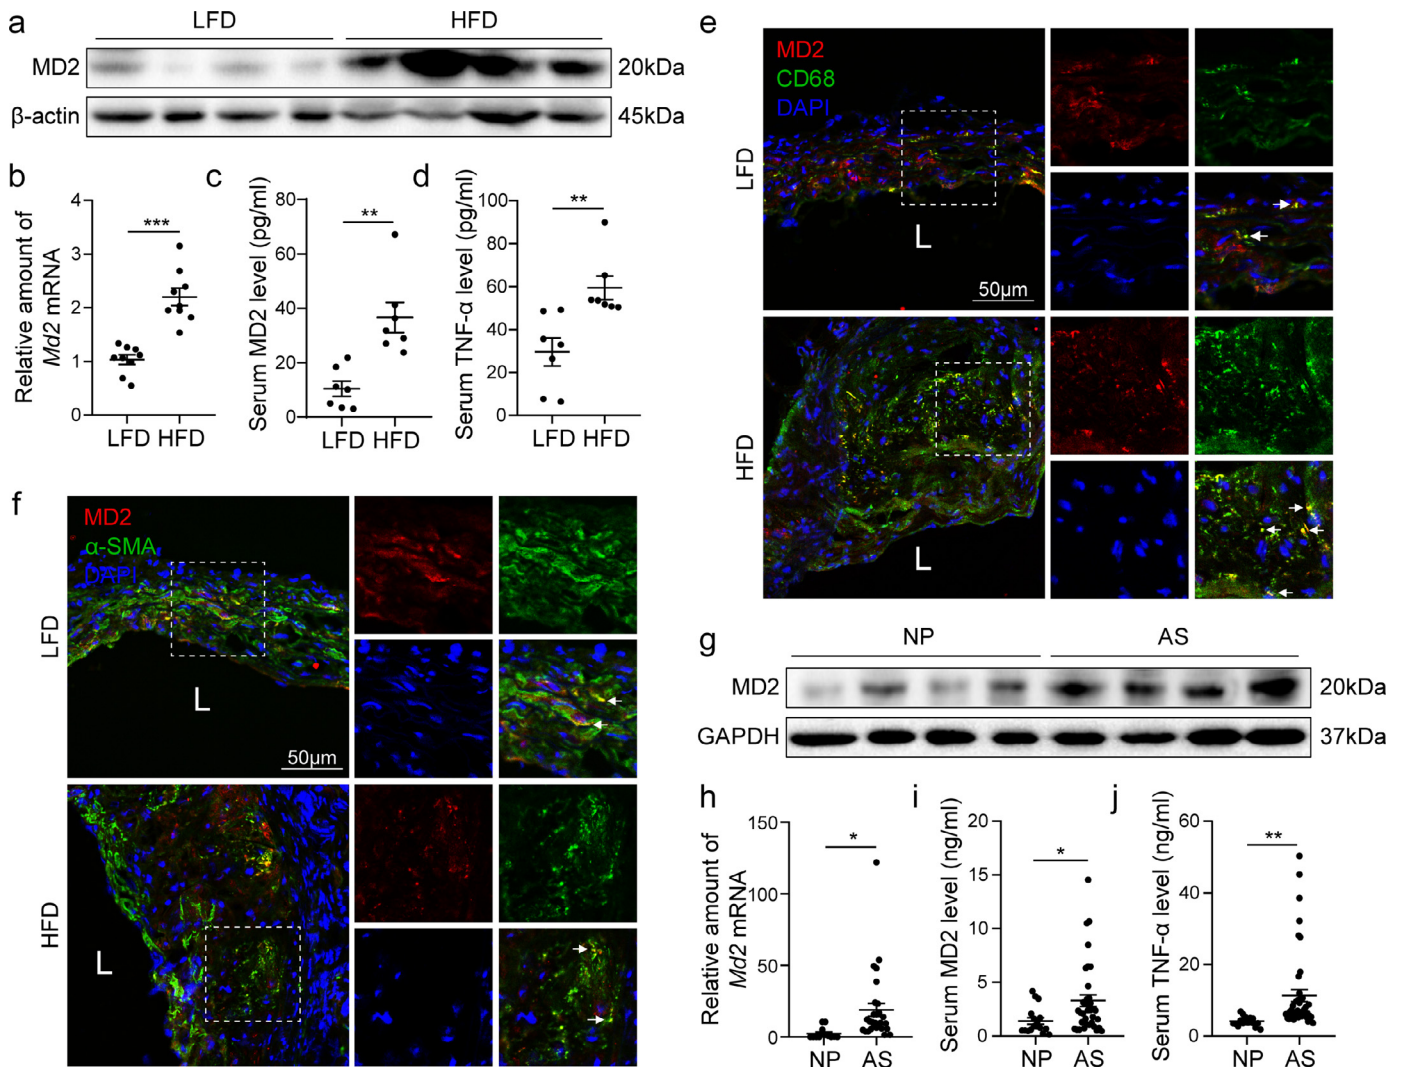 a
LFD
HFD
MD2
20kDa
β-actin
45kDa
b
Relative amount of
Md2 mRNA
4
3
2
1
0
***
LFD HFD
c
Serum MD2 level (pg/ml)
80
60
40
20
0
**
LFD HFD
d
Serum TNF-α level (pg/ml)
100
80
60
40
20
0
**
LFD HFD
e
MD2
CD68
DAPI
LFD
L
50μm
HFD
L
f
MD2
α-SMA
DAPI
LFD
L
50μm
HFD
L
g
NP
AS
MD2
20kDa
GAPDH
37kDa
h
Relative amount of
Md2 mRNA
150
100
50
0
*
NP AS
i
Serum MD2 level (ng/ml)
20
15
10
5
0
*
NP AS
j
Serum TNF-α level (ng/ml)
60
40
20
0
**
NP AS